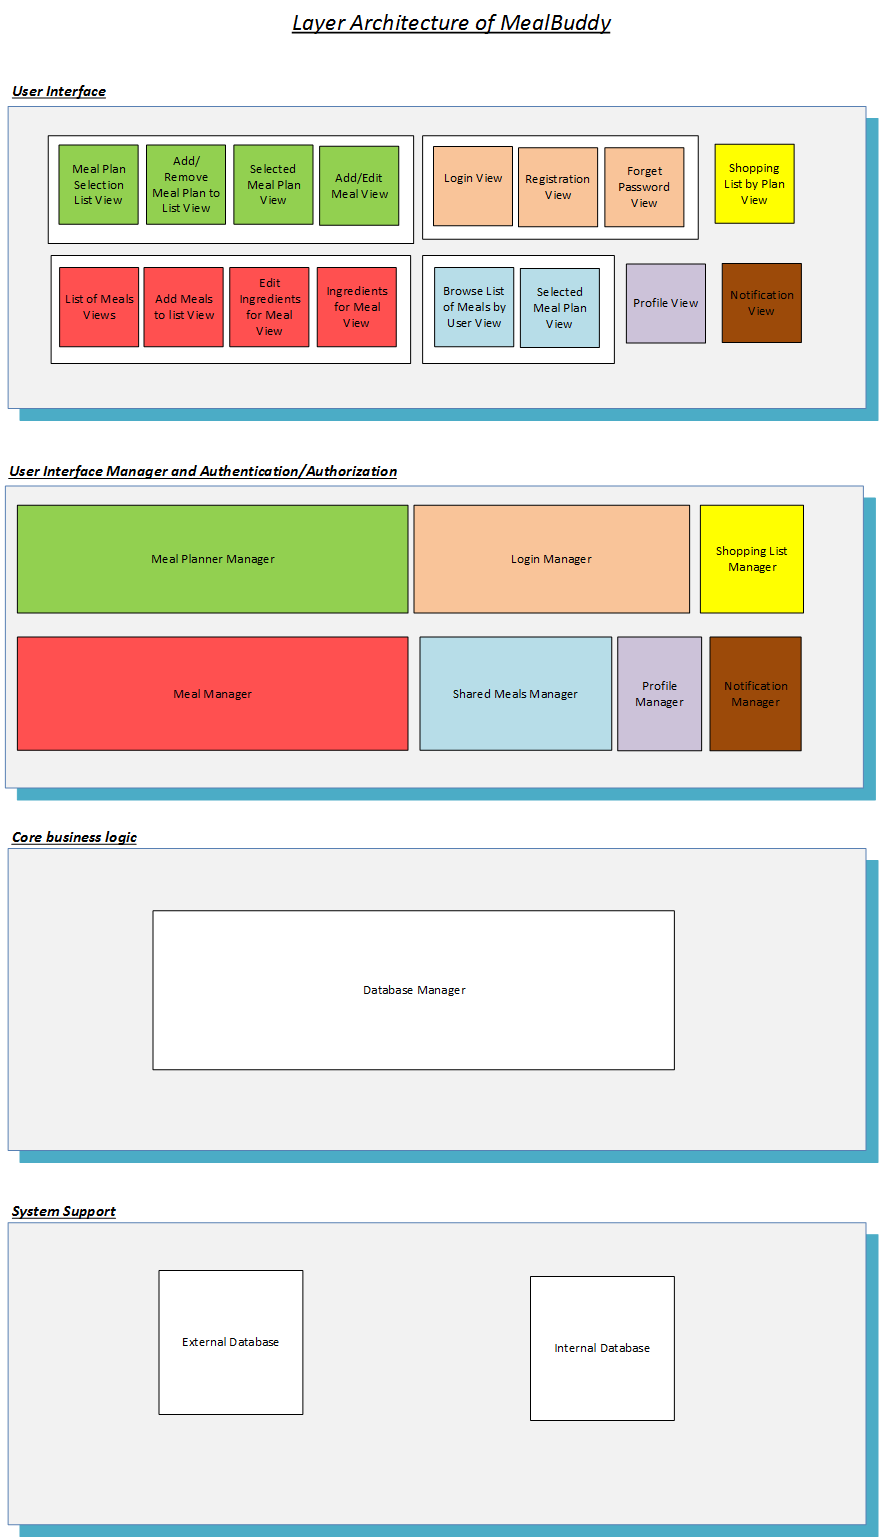 Layer Architecture of MealBuddy
User Interface
Meal Plan
Selection
List View
Add/
Remove
Meal Plan to
List View
Selected
Meal Plan
View
Add/Edit
Meal View
Login View
Registration
View
Forget
Password
View
Shopping
List by Plan
View
List of Meals
Views
Add Meals
to list View
Edit
Ingredients
for Meal
View
Ingredients
for Meal
View
Browse List
of Meals by
User View
Selected
Meal Plan
View
Profile View
Notification
View
User Interface Manager and Authentication/Authorization
Meal Planner Manager
Login Manager
Shopping List
Manager
Meal Manager
Shared Meals Manager
Profile
Manager
Notification
Manager
Core business logic
Database Manager
System Support
External Database
Internal Database